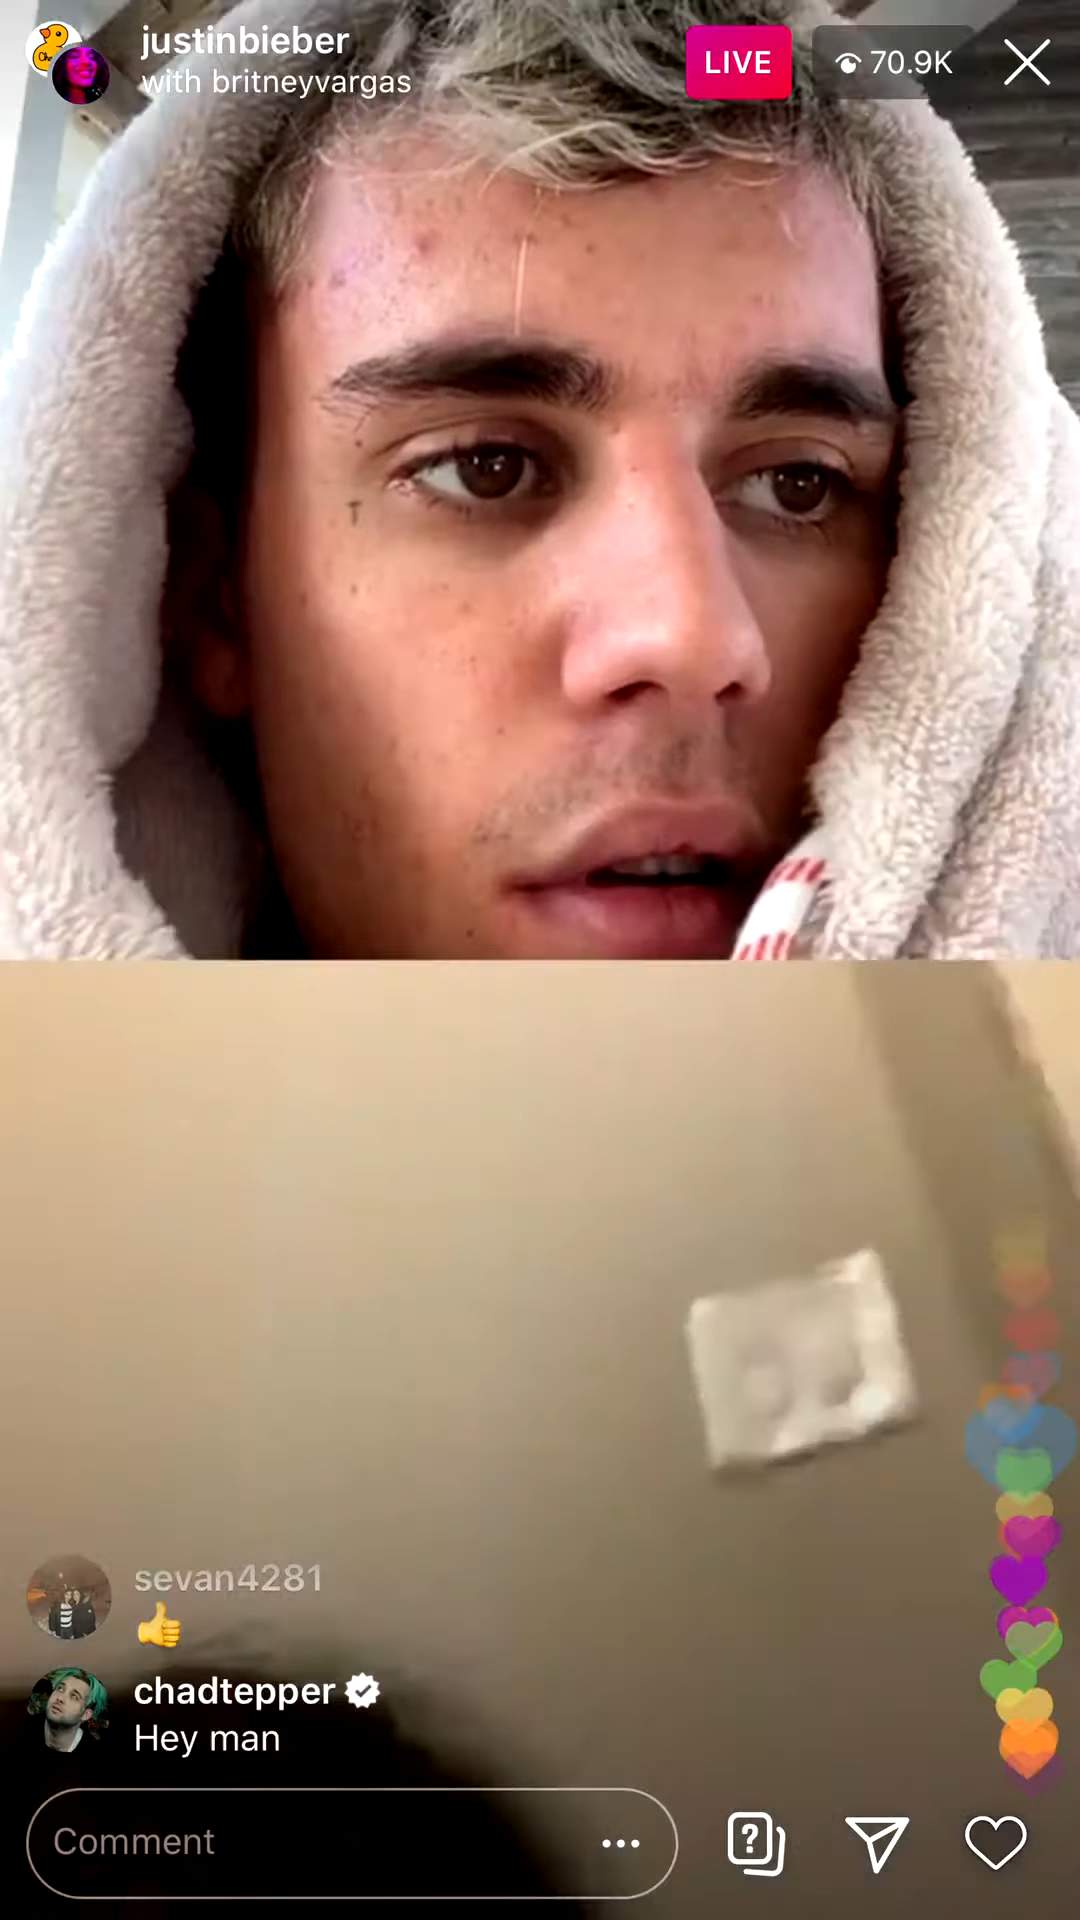 justinbieber
with britneyvargas
LIVE
70.9K
sevan4281
👍
chadtepper
Hey man
Comment
?